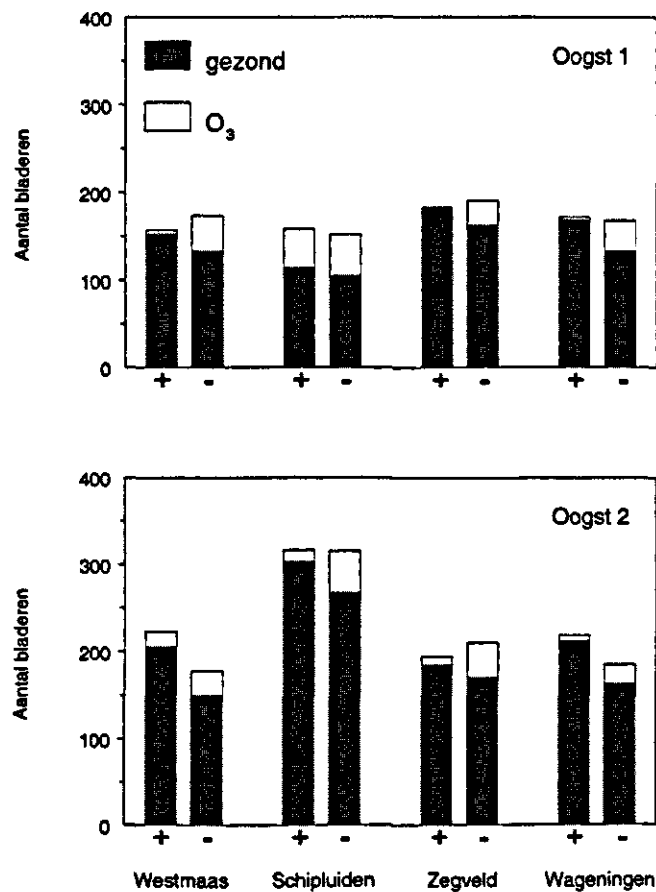 400
300
200
100
0
Aantal bladeren
gezond
O₃
Oogst 1
+ - + - + - + -
400
300
200
100
0
Aantal bladeren
Oogst 2
+ - + - + - + -
Westmaas Schipluiden Zegveld Wageningen